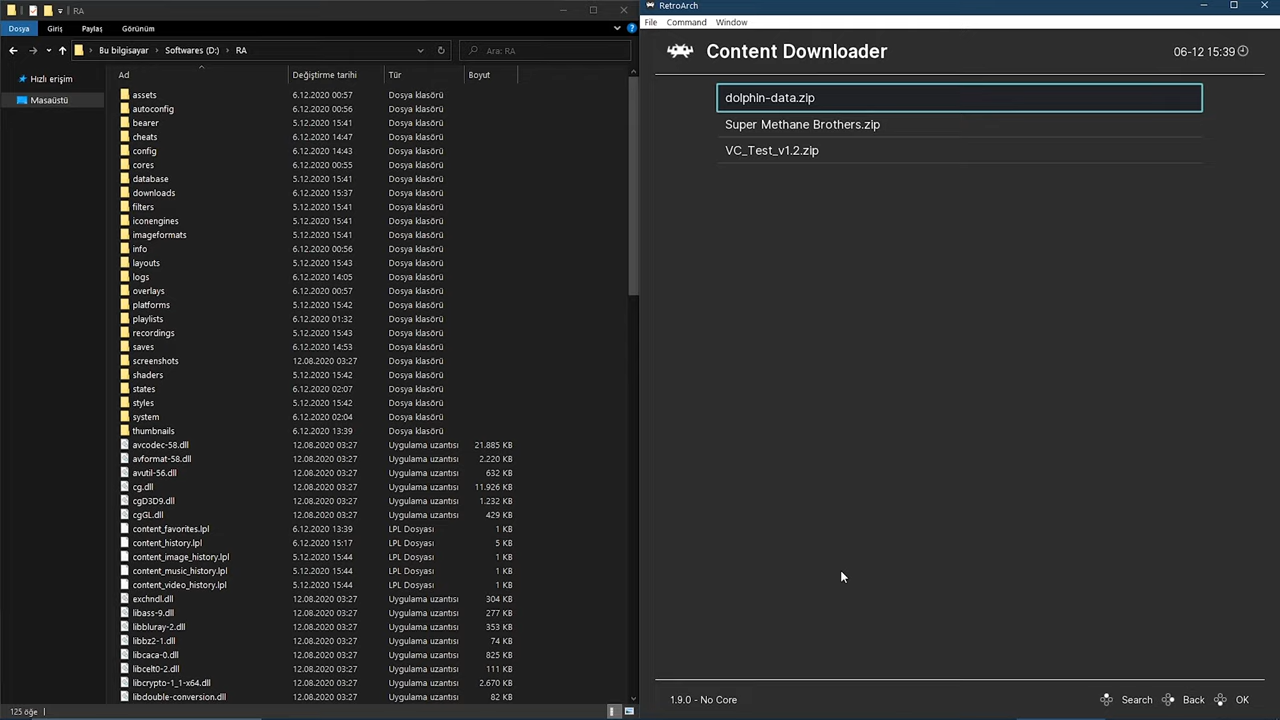 RA
Dosya Giriş Paylaş Görünüm
Bu bilgisayar Softwares (D:) RA
Ara: RA
Hızlı erişim
Masaüstü
Ad Değiştirme tarihi Tür Boyut
assets 6.12.2020 00:57 Dosya klasörü
autoconfig 6.12.2020 00:56 Dosya klasörü
bearer 5.12.2020 15:41 Dosya klasörü
cheats 6.12.2020 14:47 Dosya klasörü
config 6.12.2020 14:43 Dosya klasörü
cores 6.12.2020 00:55 Dosya klasörü
database 5.12.2020 15:41 Dosya klasörü
downloads 5.12.2020 15:37 Dosya klasörü
filters 5.12.2020 15:41 Dosya klasörü
iconengines 5.12.2020 15:41 Dosya klasörü
imageformats 5.12.2020 15:41 Dosya klasörü
info 6.12.2020 00:56 Dosya klasörü
layouts 5.12.2020 15:43 Dosya klasörü
logs 6.12.2020 14:05 Dosya klasörü
overlays 6.12.2020 00:57 Dosya klasörü
platforms 5.12.2020 15:42 Dosya klasörü
playlists 6.12.2020 01:32 Dosya klasörü
recordings 5.12.2020 15:43 Dosya klasörü
saves 5.12.2020 14:53 Dosya klasörü
screenshots 12.08.2020 03:27 Dosya klasörü
shaders 5.12.2020 15:42 Dosya klasörü
states 6.12.2020 02:07 Dosya klasörü
styles 5.12.2020 15:42 Dosya klasörü
system 6.12.2020 02:04 Dosya klasörü
thumbnails 6.12.2020 13:39 Dosya klasörü
avcodec-58.dll 12.08.2020 03:27 Uygulama uzantısı 21.885 KB
avformat-58.dll 12.08.2020 03:27 Uygulama uzantısı 2.220 KB
avutil-56.dll 12.08.2020 03:27 Uygulama uzantısı 632 KB
cg.dll 12.08.2020 03:27 Uygulama uzantısı 11.926 KB
cgD3D9.dll 12.08.2020 03:27 Uygulama uzantısı 1.232 KB
cgGL.dll 12.08.2020 03:27 Uygulama uzantısı 429 KB
content_favorites.lpl 6.12.2020 13:39 LPL Dosyası 1 KB
content_history.lpl 6.12.2020 15:17 LPL Dosyası 5 KB
content_image_history.lpl 5.12.2020 15:44 LPL Dosyası 1 KB
content_music_history.lpl 5.12.2020 15:44 LPL Dosyası 1 KB
content_video_history.lpl 5.12.2020 15:44 LPL Dosyası 1 KB
exchndl.dll 12.08.2020 03:27 Uygulama uzantısı 304 KB
libass-9.dll 12.08.2020 03:27 Uygulama uzantısı 277 KB
libbluray-2.dll 12.08.2020 03:27 Uygulama uzantısı 353 KB
libbz2-1.dll 12.08.2020 03:27 Uygulama uzantısı 74 KB
libcaca-0.dll 12.08.2020 03:27 Uygulama uzantısı 825 KB
libcelt0-2.dll 12.08.2020 03:27 Uygulama uzantısı 111 KB
libcrypto-1_1-x64.dll 12.08.2020 03:27 Uygulama uzantısı 2.670 KB
libdouble-conversion.dll 12.08.2020 03:27 Uygulama uzantısı 82 KB
125 öğe
RetroArch
File Command Window
Content Downloader
06-12 15:39
dolphin-data.zip
Super Methane Brothers.zip
VC_Test_v1.2.zip
1.9.0 - No Core
Search Back OK